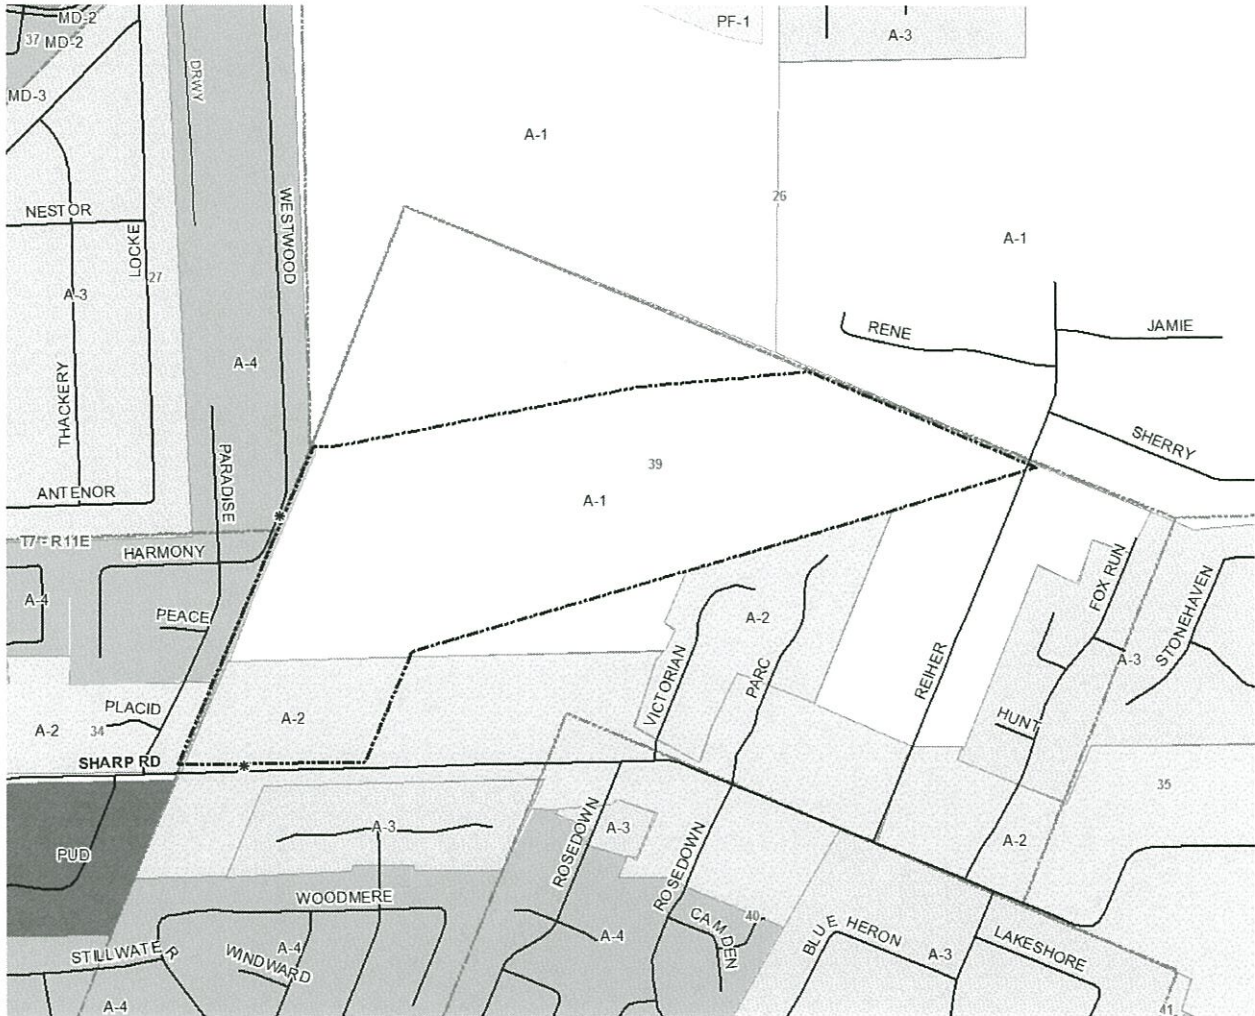 MD-2
37 MD-2
PF-1
A-3
DRWY
MD-3
A-1
WESTWOOD
26
NESTOR
LOCKE
A-1
27
A-3
RENE
JAMIE
A-4
THACKERY
SHERRY
PARADISE
39
ANTENOR
A-1
HARMONY
FOX RUN
STONEHAVEN
A-4
PEACE
A-2
VICTORIAN
PARC
REIHER
A-3
PLACID
A-2
34
A-2
HUNT
SHARP RD
35
ROSEDOWN
A-3
A-3
ROSEDOWN
A-2
PUD
WOODMERE
CAMDEN
40
BLUE HERON
LAKESHORE
STILLWATER
A-4
WINDWARD
A-4
A-3
A-4
41